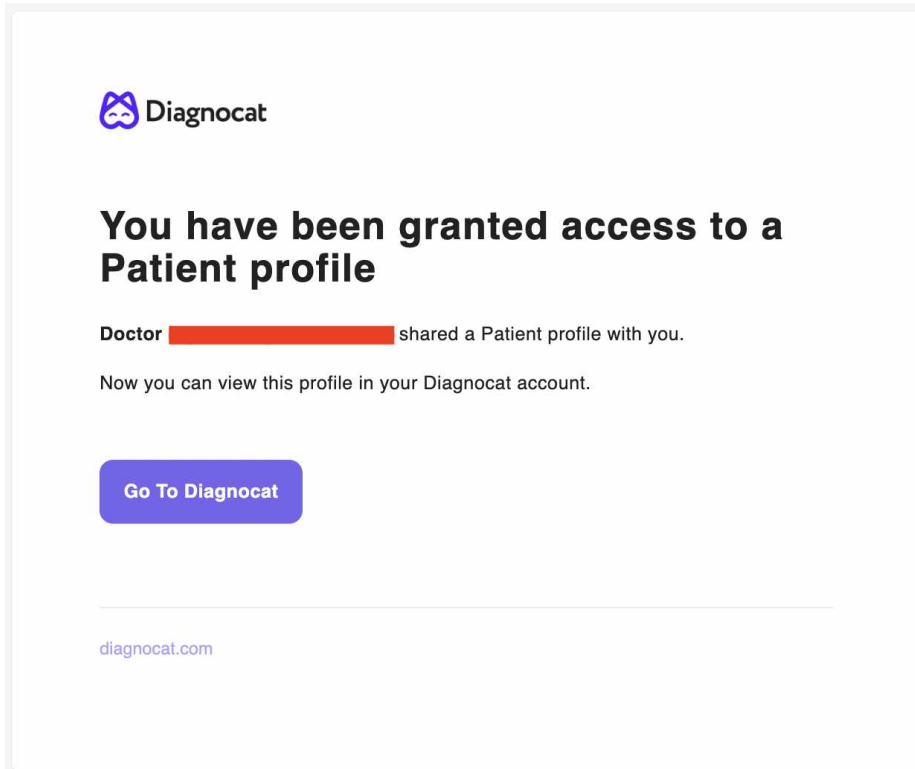 Diagnocat
You have been granted access to a
Patient profile
Doctor shared a Patient profile with you.
Now you can view this profile in your Diagnocat account.
Go To Diagnocat
diagnocat.com